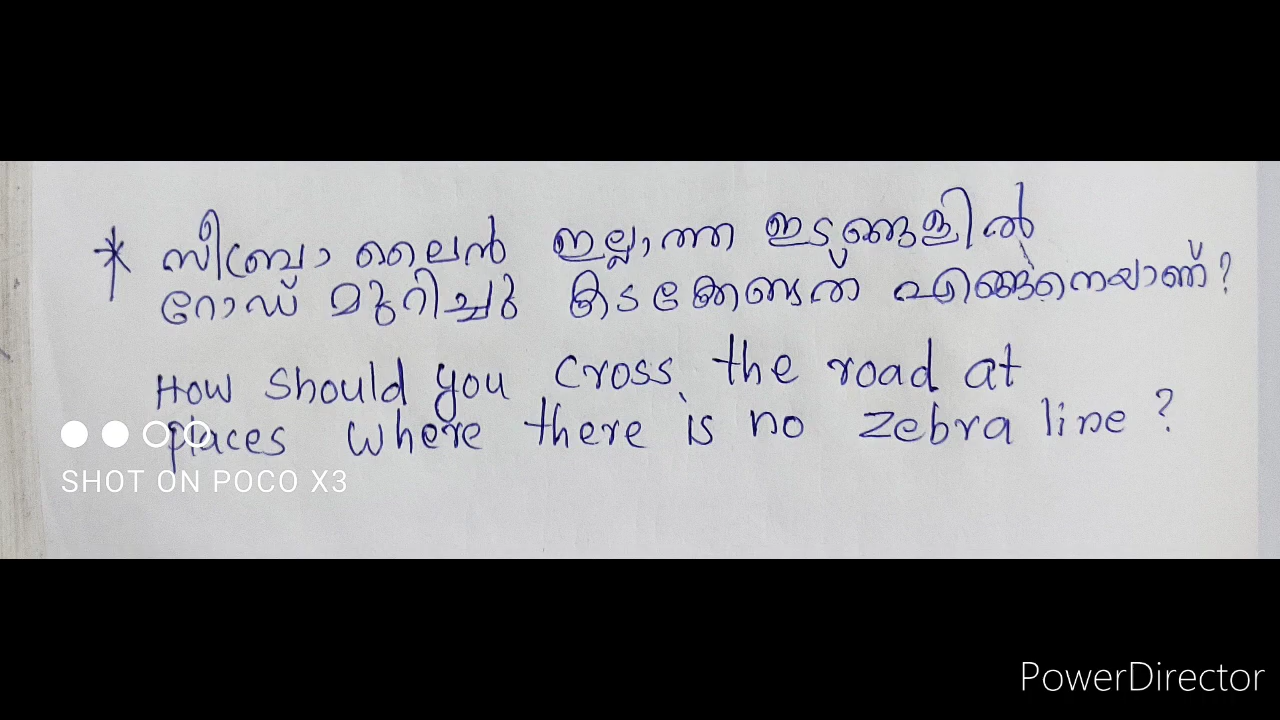 * സീബ്രാ ലൈൻ ഇല്ലാത്ത ഇടങ്ങളിൽ
റോഡ് മുറിച്ചു കടക്കേണ്ടത് എങ്ങനെയാണ്?
How should you cross the road at
places where there is no zebra line?
SHOT ON POCO X3
PowerDirector